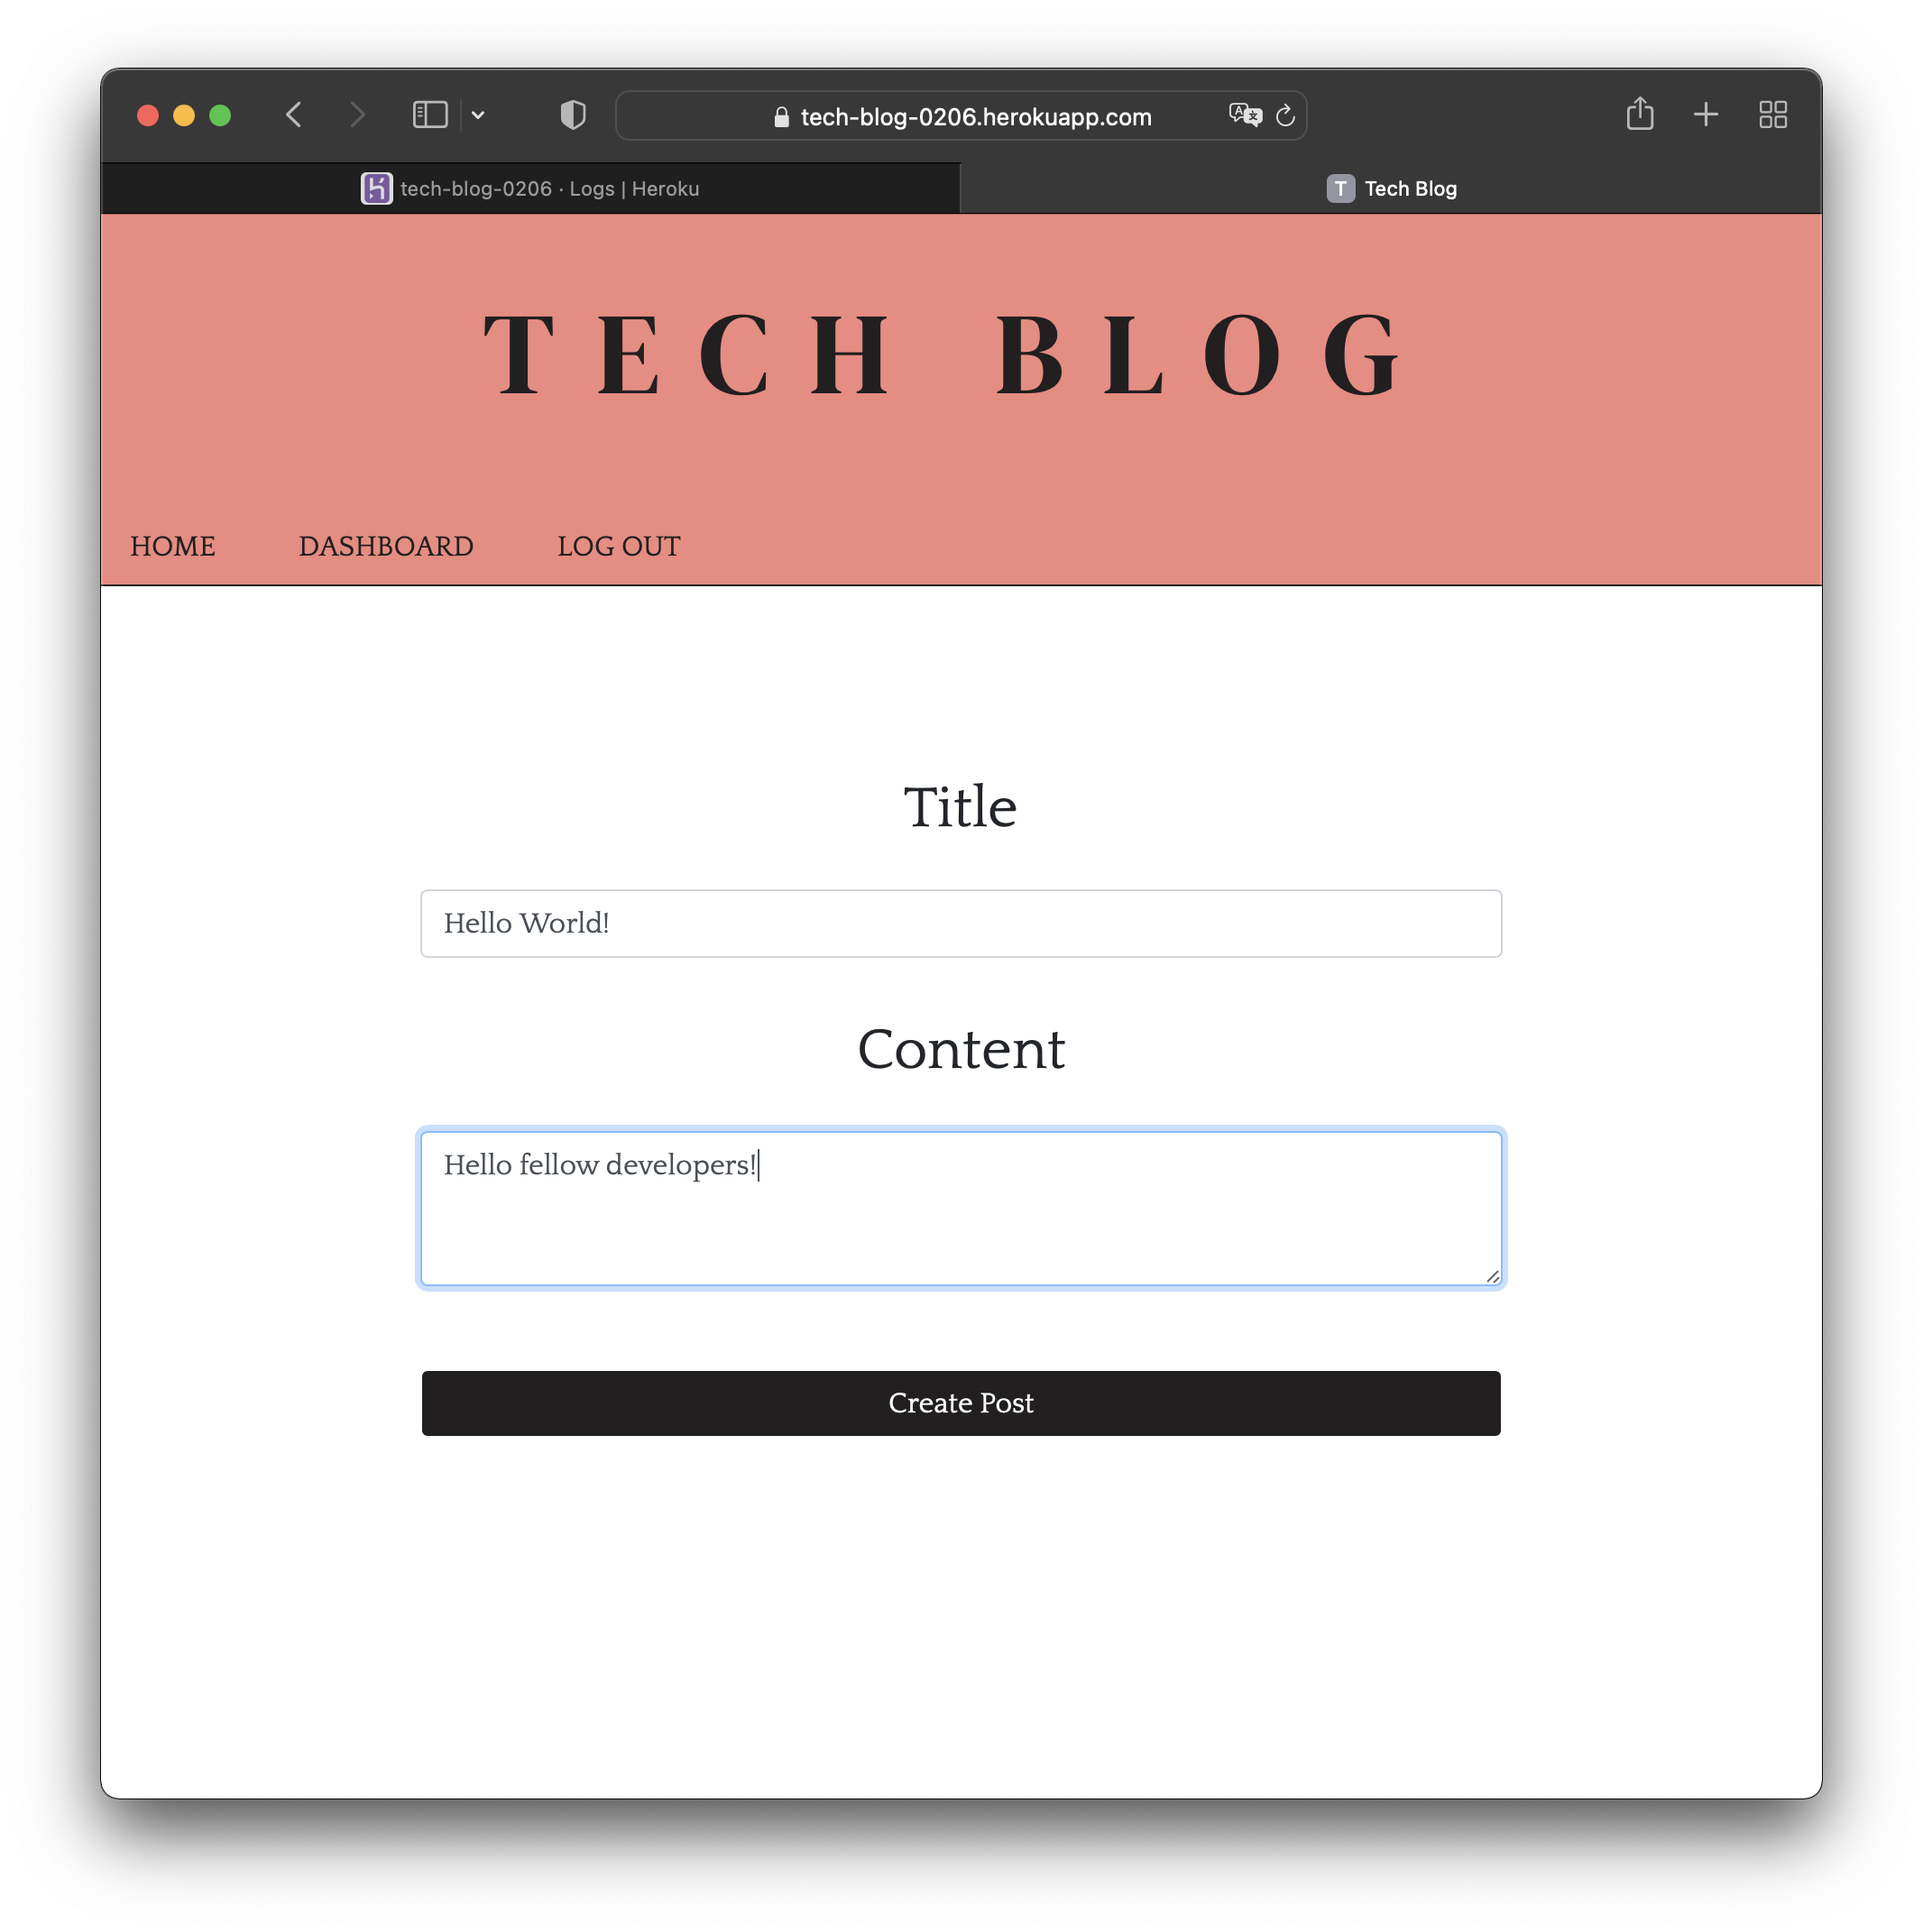 tech-blog-0206.herokuapp.com
tech-blog-0206 · Logs | Heroku
T Tech Blog
TECH BLOG
HOME DASHBOARD LOG OUT
Title
Hello World!
Content
Hello fellow developers!
Create Post